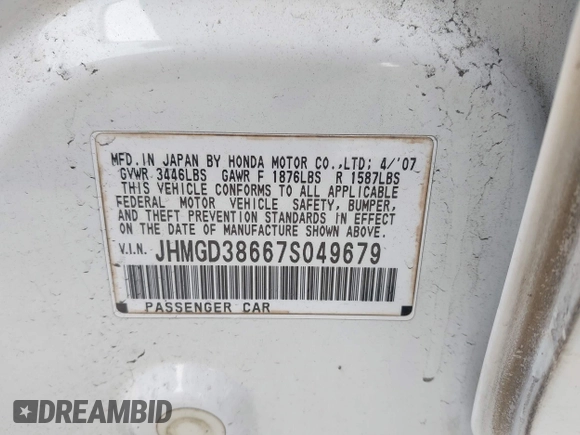 MFD.IN JAPAN BY HONDA MOTOR CO.,LTD; 4/'07
GVWR 3446LBS GAWR F 1876LBS R 1587LBS
THIS VEHICLE CONFORMS TO ALL APPLICABLE
FEDERAL MOTOR VEHICLE SAFETY, BUMPER,
AND THEFT PREVENTION STANDARDS IN EFFECT
ON THE DATE OF MANUFACTURE SHOWN ABOVE.
V.I.N. JHMGD38667S049679
PASSENGER CAR
DREAMBID